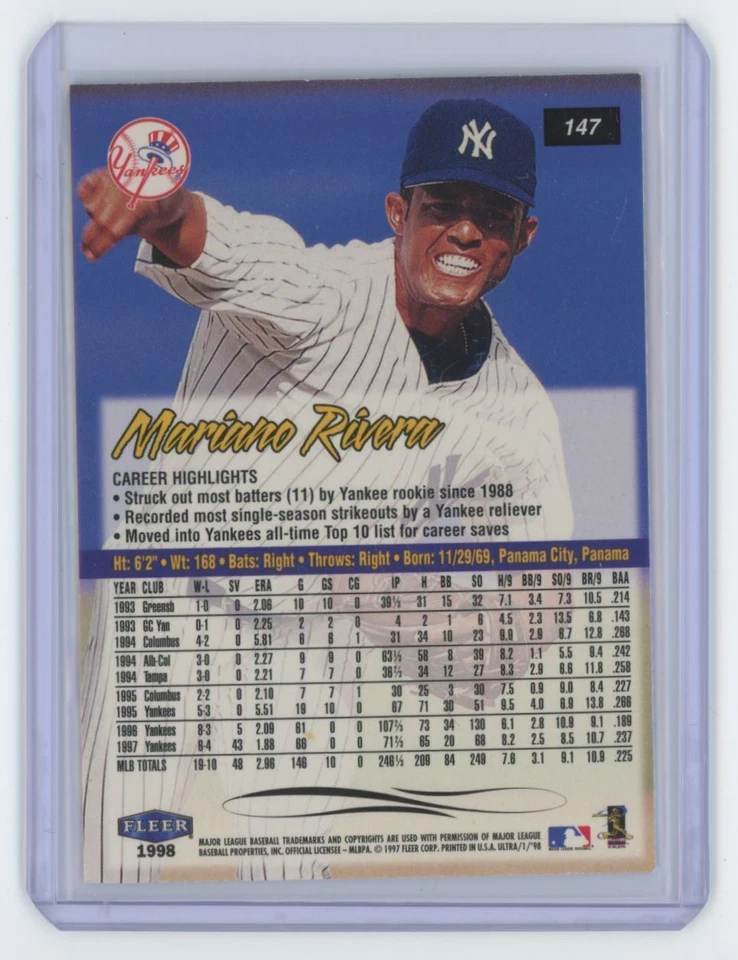 147
Yankees
NY
Mariano Rivera
CAREER HIGHLIGHTS
• Struck out most batters (11) by Yankee rookie since 1988
• Recorded most single-season strikeouts by a Yankee reliever
• Moved into Yankees all-time Top 10 list for career saves
Ht: 6'2" • Wt: 168 • Bats: Right • Throws: Right • Born: 11/29/69, Panama City, Panama
YEAR CLUB W-L SV ERA G GS CG IP H BB SO H/9 BB/9 SO/9 BR/9 BAA
1993 Greensb 1-0 0 2.06 10 10 0 39⅓ 31 15 32 7.1 3.4 7.3 10.5 .214
1993 GC Yan 0-1 0 2.25 2 2 0 4 2 1 6 4.5 2.3 13.5 6.8 .143
1994 Columbus 4-2 0 5.81 6 6 1 31 34 10 23 9.9 2.9 6.7 12.8 .268
1994 Alb-Col 3-0 0 2.27 9 9 0 63⅓ 58 8 39 8.2 1.1 5.5 9.4 .242
1994 Tampa 3-0 0 2.21 7 7 0 36⅔ 34 12 27 8.3 2.9 6.6 11.8 .258
1995 Columbus 2-2 0 2.10 7 7 1 30 25 3 30 7.5 0.9 9.0 8.4 .227
1995 Yankees 5-3 0 5.51 19 10 0 67 71 30 51 9.5 4.0 6.9 13.8 .266
1996 Yankees 8-3 5 2.09 61 0 0 107⅔ 73 34 130 6.1 2.8 10.9 9.1 .189
1997 Yankees 6-4 43 1.88 66 0 0 71⅔ 65 20 68 8.2 2.5 8.5 10.7 .237
MLB TOTALS 19-10 48 2.96 146 10 0 246⅓ 209 84 249 7.6 3.1 9.1 10.9 .225
FLEER
1998
MAJOR LEAGUE BASEBALL TRADEMARKS AND COPYRIGHTS ARE USED WITH PERMISSION OF MAJOR LEAGUE
BASEBALL PROPERTIES, INC. OFFICIAL LICENSEE – MLBPA. © 1997 FLEER CORP. PRINTED IN U.S.A. ULTRA/1/'98